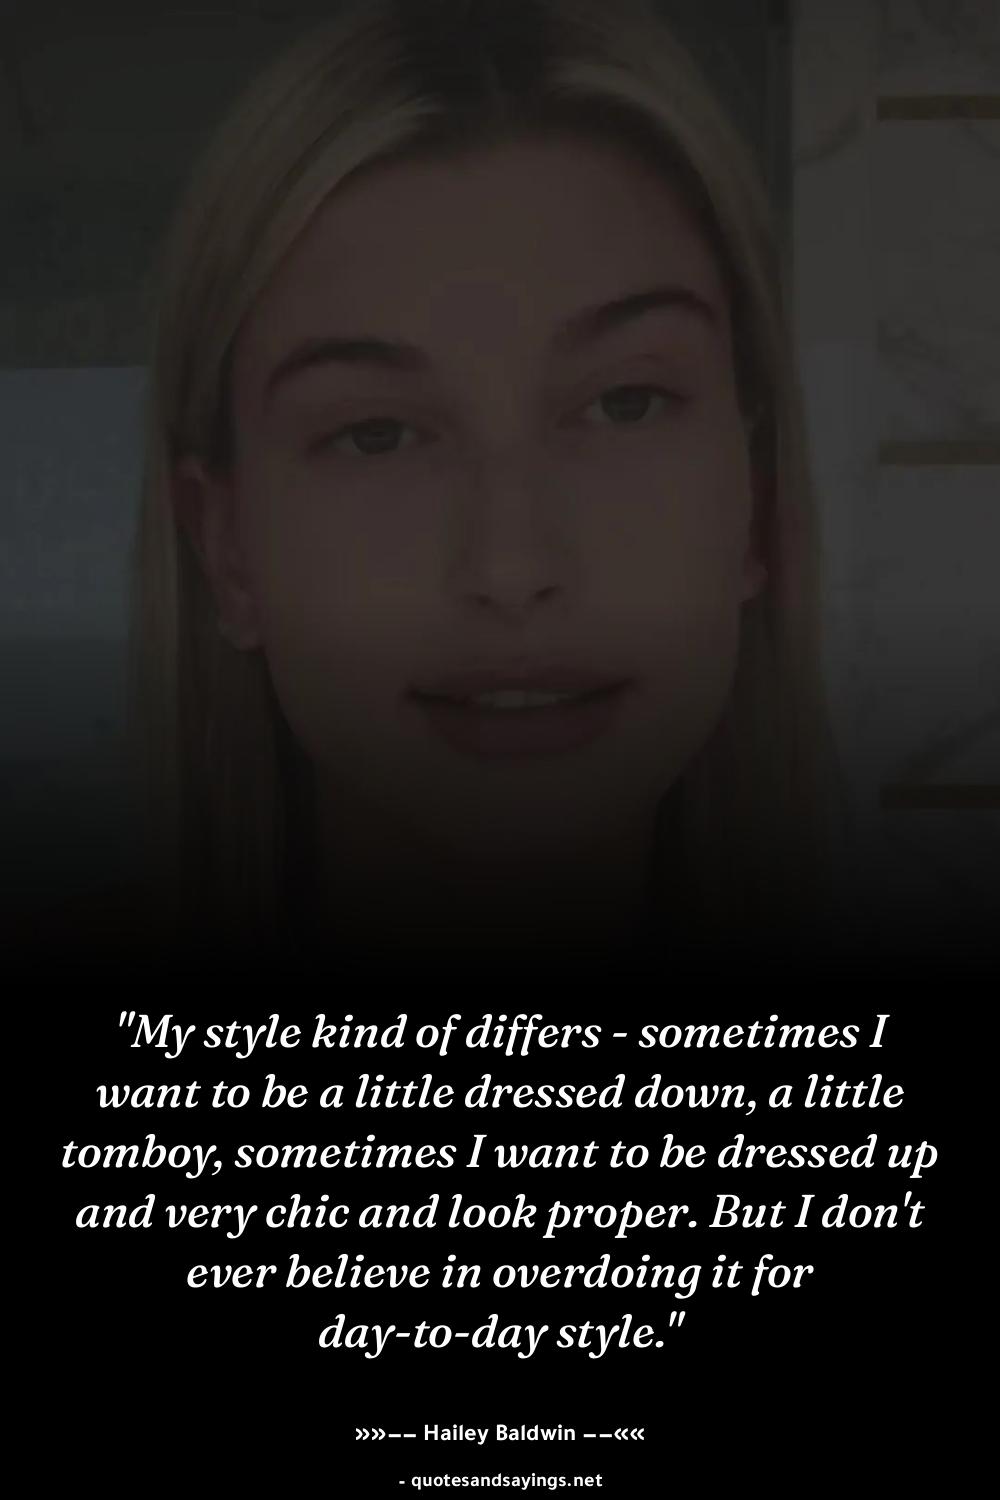 "My style kind of differs - sometimes I
want to be a little dressed down, a little
tomboy, sometimes I want to be dressed up
and very chic and look proper. But I don't
ever believe in overdoing it for
day-to-day style."
»»–– Hailey Baldwin ––««
- quotesandsayings.net